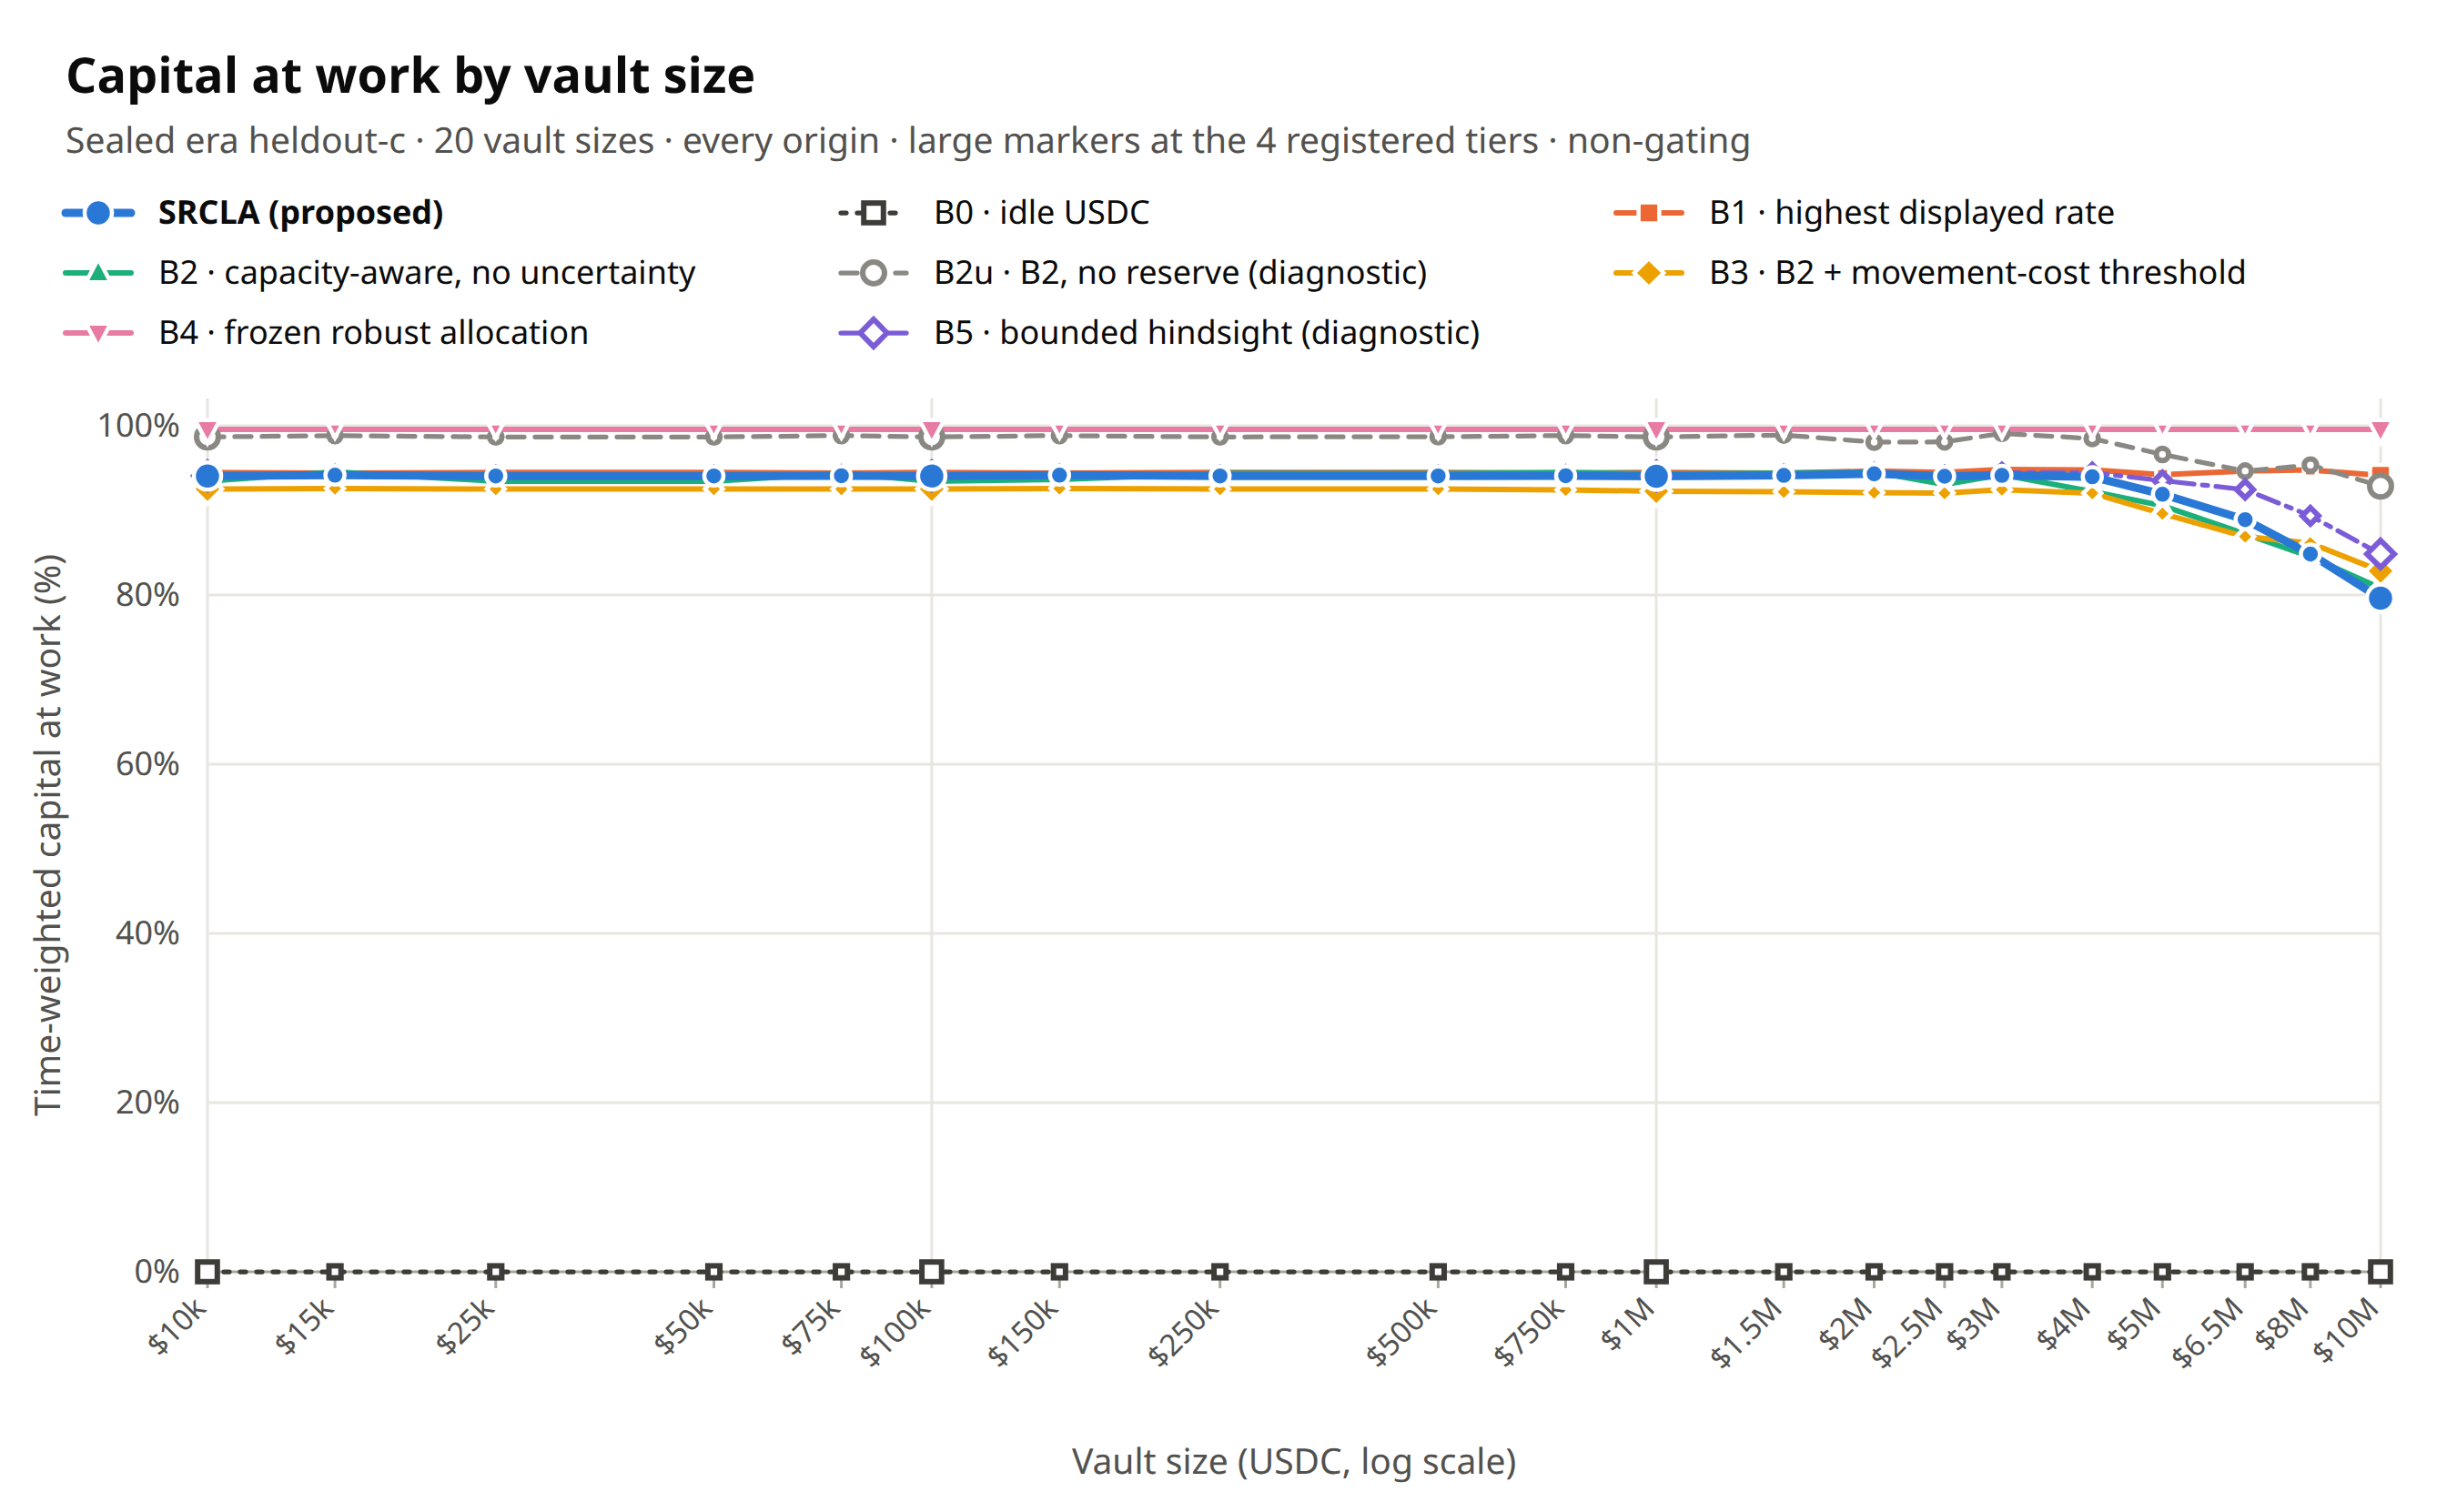 Capital at work by vault size
Sealed era heldout-c · 20 vault sizes · every origin · large markers at the 4 registered tiers · non-gating
SRCLA (proposed)
B0 · idle USDC
B1 · highest displayed rate
B2 · capacity-aware, no uncertainty
B2u · B2, no reserve (diagnostic)
B3 · B2 + movement-cost threshold
B4 · frozen robust allocation
B5 · bounded hindsight (diagnostic)
Time-weighted capital at work (%)
100%
80%
60%
40%
20%
0%
$10k
$15k
$25k
$50k
$75k
$100k
$150k
$250k
$500k
$750k
$1M
$1.5M
$2M
$2.5M
$3M
$4M
$5M
$6.5M
$8M
$10M
Vault size (USDC, log scale)